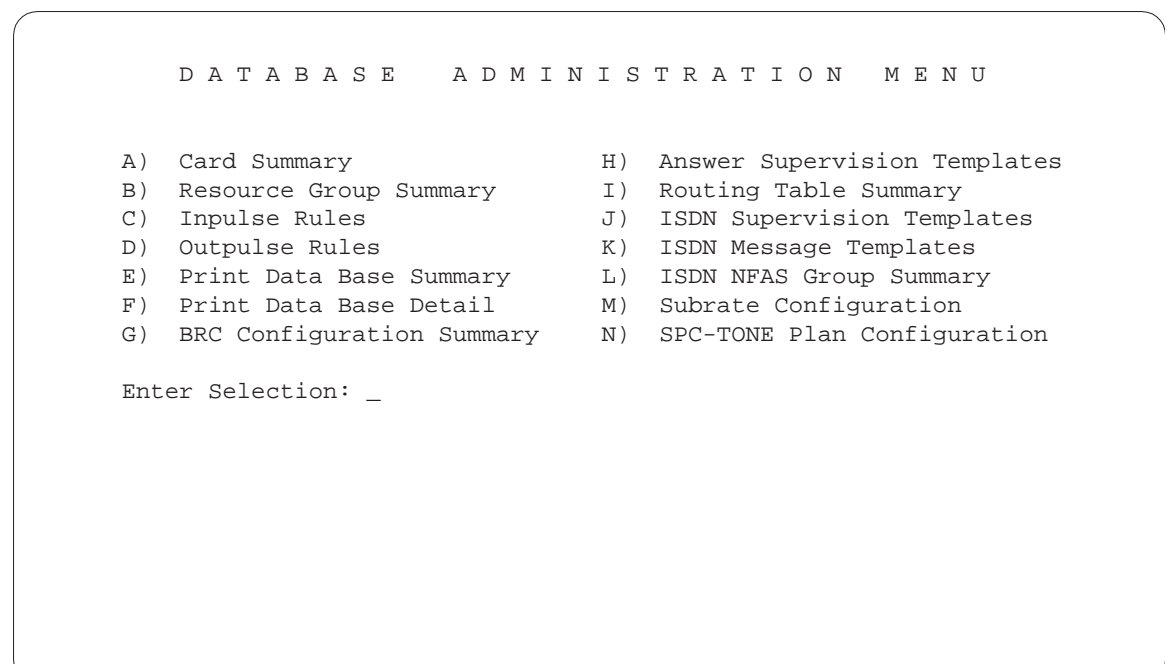 D A T A B A S E   A D M I N I S T R A T I O N   M E N U
A)  Card Summary                 H)  Answer Supervision Templates
B)  Resource Group Summary       I)  Routing Table Summary
C)  Inpulse Rules                J)  ISDN Supervision Templates
D)  Outpulse Rules               K)  ISDN Message Templates
E)  Print Data Base Summary      L)  ISDN NFAS Group Summary
F)  Print Data Base Detail       M)  Subrate Configuration
G)  BRC Configuration Summary    N)  SPC-TONE Plan Configuration
Enter Selection: _